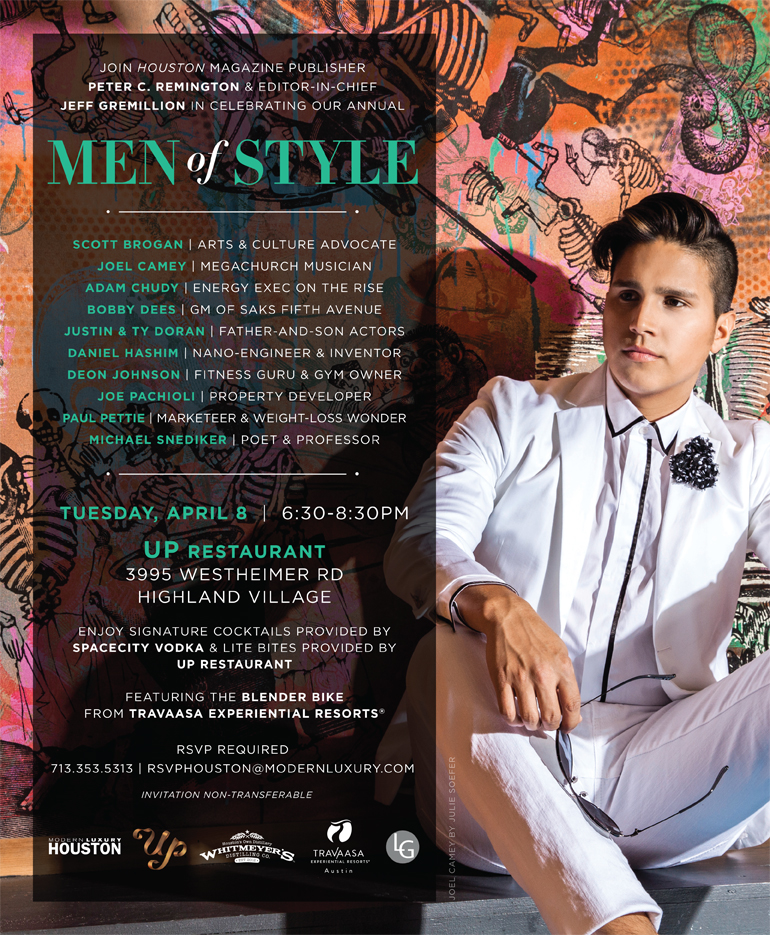 JOIN HOUSTON MAGAZINE PUBLISHER
PETER C. REMINGTON & EDITOR-IN-CHIEF
JEFF GREMILLION IN CELEBRATING OUR ANNUAL
MEN of STYLE
SCOTT BROGAN | ARTS & CULTURE ADVOCATE
JOEL CAMEY | MEGACHURCH MUSICIAN
ADAM CHUDY | ENERGY EXEC ON THE RISE
BOBBY DEES | GM OF SAKS FIFTH AVENUE
JUSTIN & TY DORAN | FATHER-AND-SON ACTORS
DANIEL HASHIM | NANO-ENGINEER & INVENTOR
DEON JOHNSON | FITNESS GURU & GYM OWNER
JOE PACHIOLI | PROPERTY DEVELOPER
PAUL PETTIE | MARKETEER & WEIGHT-LOSS WONDER
MICHAEL SNEDIKER | POET & PROFESSOR
TUESDAY, APRIL 8 | 6:30-8:30PM
UP RESTAURANT
3995 WESTHEIMER RD
HIGHLAND VILLAGE
ENJOY SIGNATURE COCKTAILS PROVIDED BY
SPACECITY VODKA & LITE BITES PROVIDED BY
UP RESTAURANT
FEATURING THE BLENDER BIKE
FROM TRAVAASA EXPERIENTIAL RESORTS®
RSVP REQUIRED
713.353.5313 | RSVPHOUSTON@MODERNLUXURY.COM
INVITATION NON-TRANSFERABLE
MODERN LUXURY
HOUSTON
Up
Houston's Own Distillery
WHITMEYER'S
DISTILLING CO.
TRAVAASA
EXPERIENTIAL RESORTS®
Austin
LG
JOEL CAMEY BY JULIE SOEFER